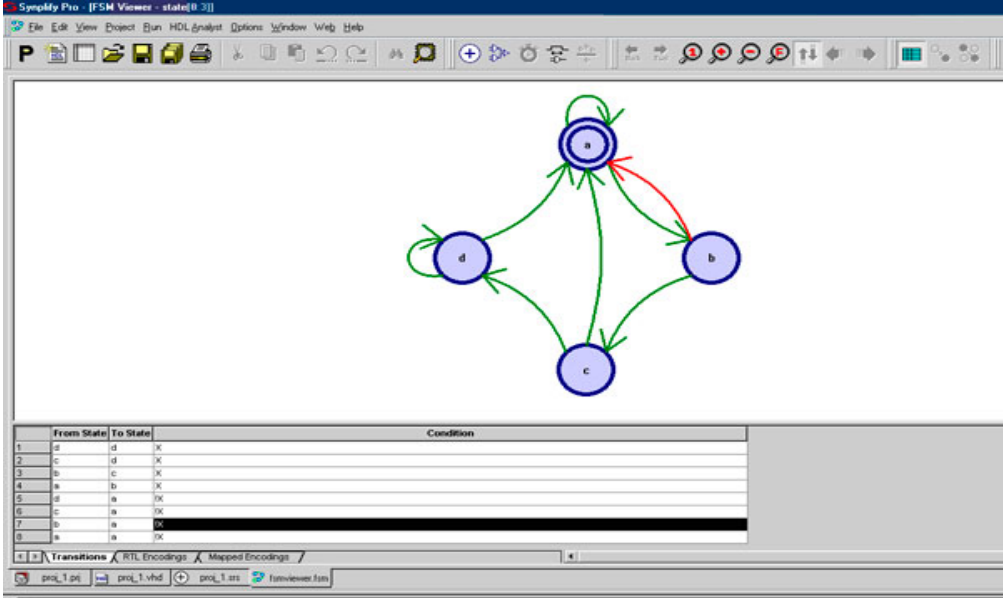 Synplify Pro - [FSM Viewer - state[0:3]]
File Edit View Project Run HDL Analyst Options Window Web Help
P
a
d
b
c
From State To State Condition
1 d d X
2 c d X
3 b c X
4 a b X
5 d a !X
6 c a !X
7 b a !X
8 a a !X
Transitions RTL Encodings Mapped Encodings
proj_1.prj proj_1.vhd proj_1.srs fsmviewer.fsm